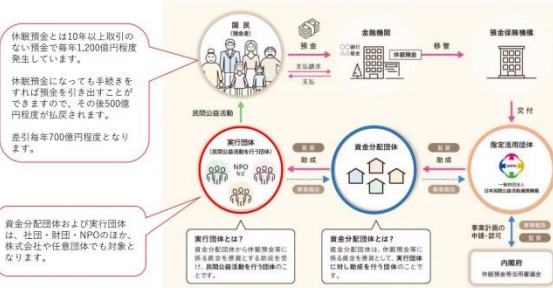 休眠預金とは10年以上取引の
ない預金で毎年1,200億円程度
発生しています。
休眠預金になっても手続きを
すれば預金を引き出すことが
できますので、その後500億
円程度が払戻されます。
差引毎年700億円程度となり
ます。
国民
(預金者)
預金
支払請求
支払
金融機関
○○銀行
△△信金
休眠預金
移管
預金保険機構
交付
民間公益活動
実行団体
(民間公益活動を行う団体)
NPO
など
監督
助成
事業報告
資金分配団体
監督
助成
事業報告
指定活用団体
JANPIA
一般財団法人
日本民間公益活動連携機構
資金分配団体および実行団体
は、社団・財団・NPOのほか、
株式会社や任意団体でも対象と
なります。
実行団体とは?
資金分配団体から休眠預金等に
係る資金を原資とする助成を受
け、民間公益活動を行う団体のこ
とです。
資金分配団体とは?
資金分配団体は、休眠預金等に
係る資金を原資として、実行団体
に対し助成を行う団体のことで
す。
事業計画の
申請・認可
事業報告
監督
内閣府
休眠預金等活用審議会